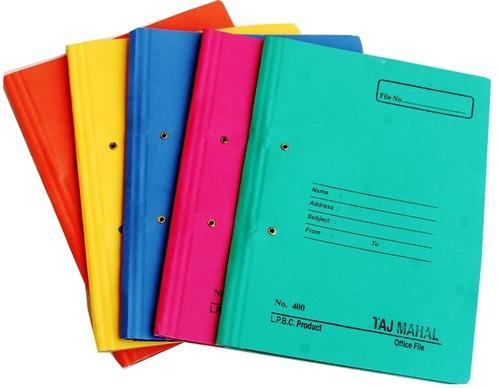 File No.
Name :
Address :
Subject :
From : To
No. 400
L.P.B.C. Product
TAJ MAHAL
Office File
N
L.P.